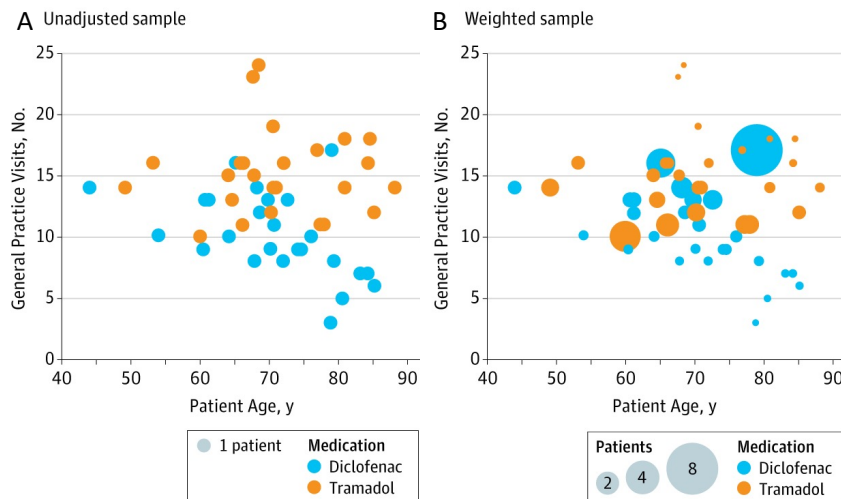 A Unadjusted sample
General Practice Visits, No.
25
20
15
10
5
0
40 50 60 70 80 90
Patient Age, y
1 patient
Medication
Diclofenac
Tramadol
B Weighted sample
General Practice Visits, No.
25
20
15
10
5
0
40 50 60 70 80 90
Patient Age, y
Patients
2 4 8
Medication
Diclofenac
Tramadol